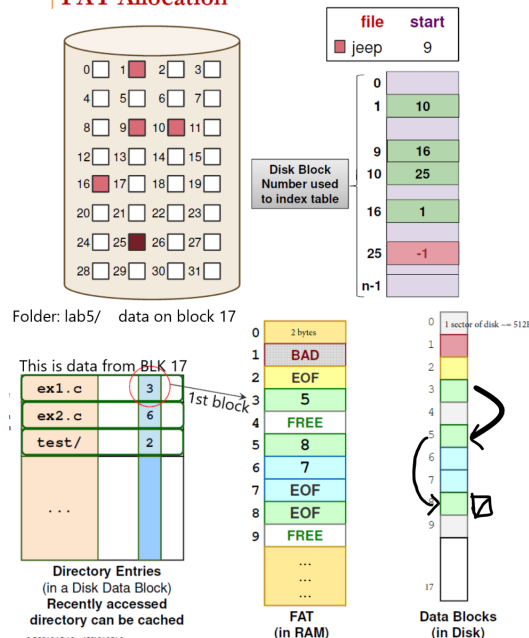 FAT Allocation
file start
jeep 9
0 1 2 3
4 5 6 7
8 9 10 11
12 13 14 15
16 17 18 19
20 21 22 23
24 25 26 27
28 29 30 31
Disk Block
Number used
to index table
0
1 10
9 16
10 25
16 1
25 -1
n-1
Folder: lab5/ data on block 17
This is data from BLK 17
ex1.c 3
ex2.c 6
test/ 2
...
1st block
Directory Entries
(in a Disk Data Block)
Recently accessed
directory can be cached
0 2 bytes
1 BAD
2 EOF
3 5
4 FREE
5 8
6 7
7 EOF
8 EOF
9 FREE
...
...
...
FAT
(in RAM)
0 1 sector of disk ~= 512B
1
2
3
4
5
6
7
8
9
17
Data Blocks
(in Disk)